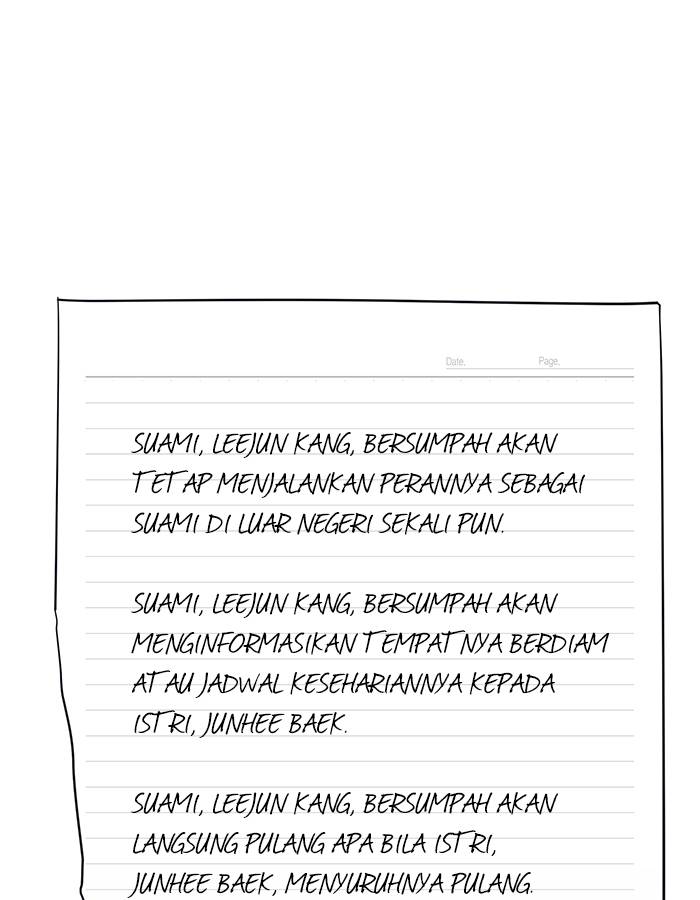 Date. Page.
SUAMI, LEEJUN KANG, BERSUMPAH AKAN
TETAP MENJALANKAN PERANNYA SEBAGAI
SUAMI DI LUAR NEGERI SEKALI PUN.
SUAMI, LEEJUN KANG, BERSUMPAH AKAN
MENGINFORMASIKAN TEMPATNYA BERDIAM
ATAU JADWAL KESEHARIANNYA KEPADA
ISTRI, JUNHEE BAEK.
SUAMI, LEEJUN KANG, BERSUMPAH AKAN
LANGSUNG PULANG APA BILA ISTRI,
JUNHEE BAEK, MENYURUHNYA PULANG.